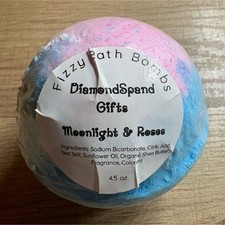 Fizzy Bath Bombs
DiamondSpand
Gifts
Moonlight & Roses
Ingredients: Sodium Bicarbonate, Citric Acid,
Sea Salt, Sunflower Oil, Organic Shea Butter,
Fragrance, Colorant
4.5 oz